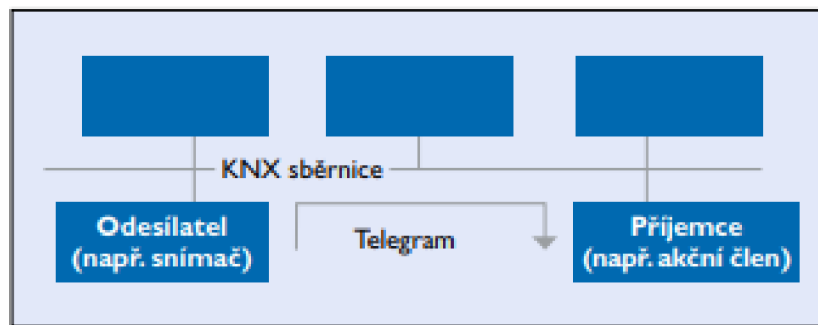 KNX sběrnice
Odesílatel
(např. snímač)
Telegram
Příjemce
(např. akční člen)